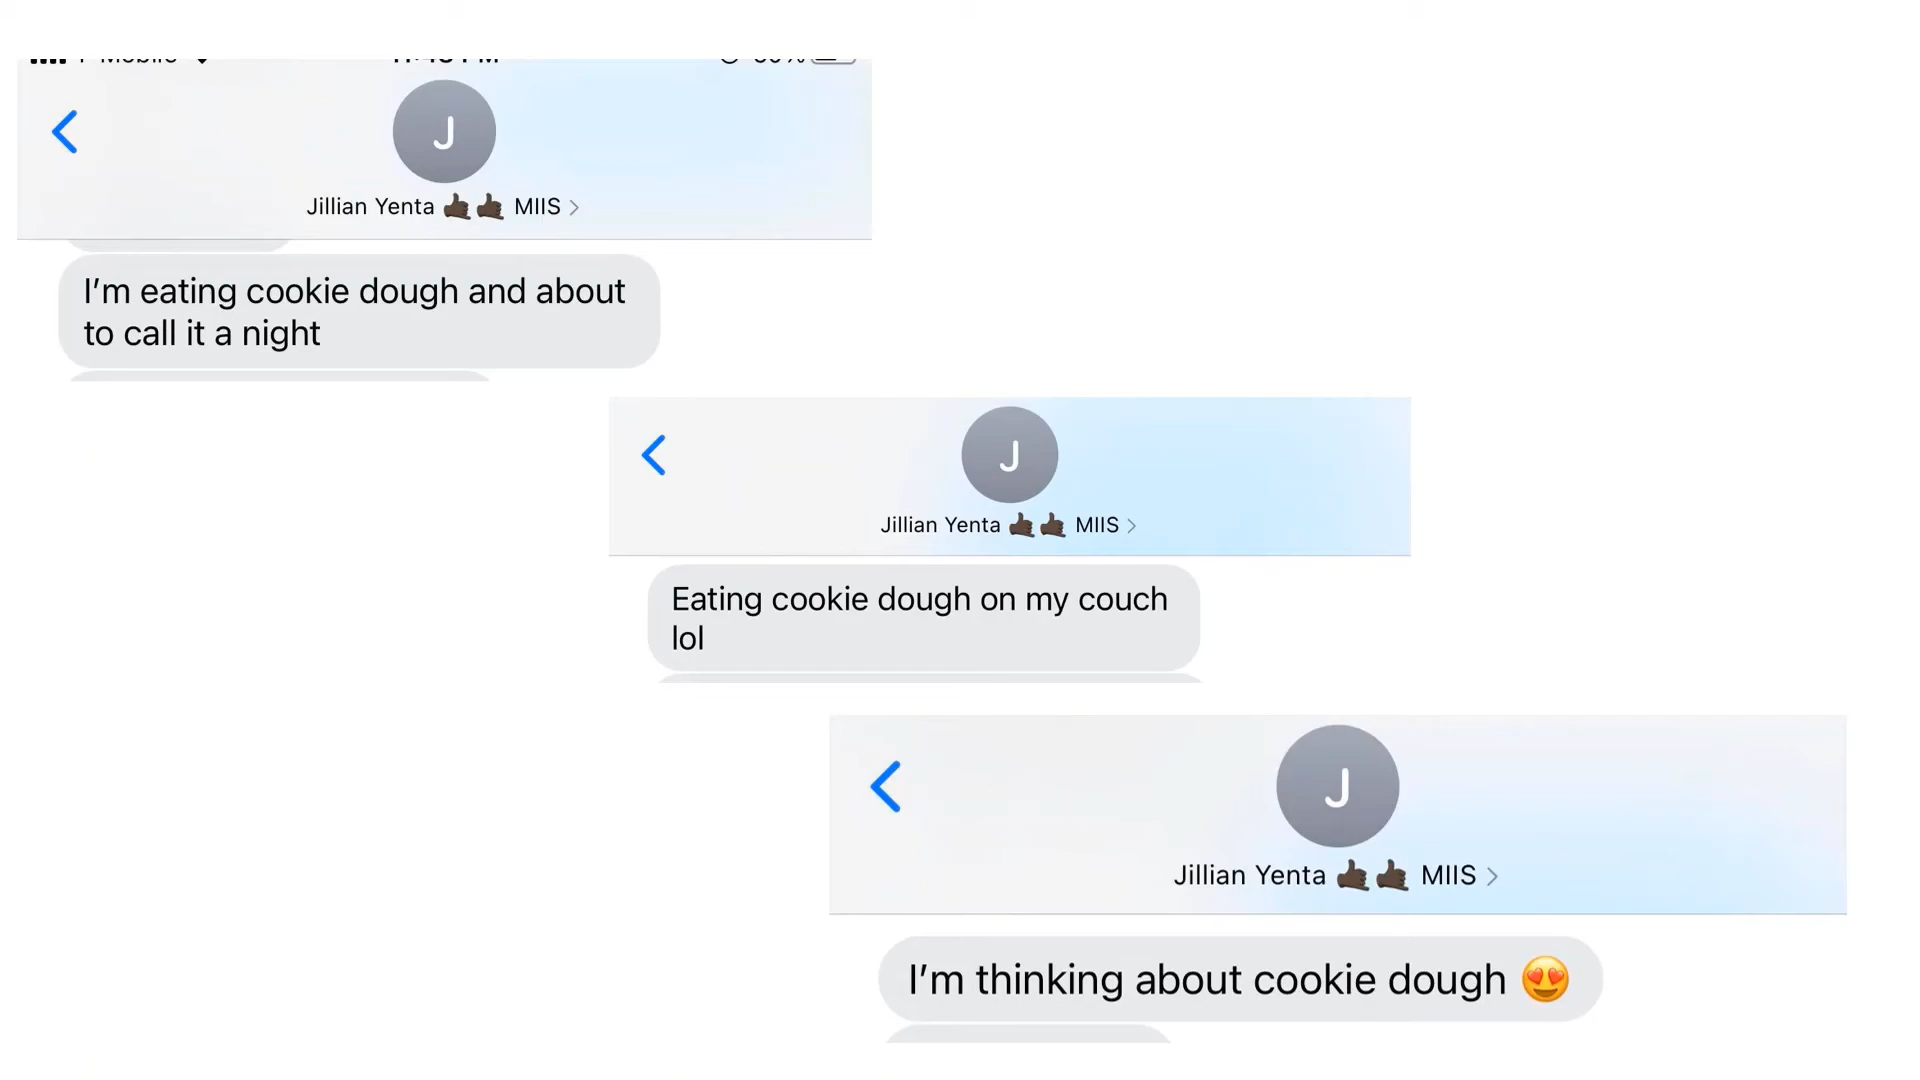 J
Jillian Yenta 🤙🏿🤙🏿 MIIS >
I’m eating cookie dough and about
to call it a night
J
Jillian Yenta 🤙🏿🤙🏿 MIIS >
Eating cookie dough on my couch
lol
J
Jillian Yenta 🤙🏿🤙🏿 MIIS >
I’m thinking about cookie dough 😍